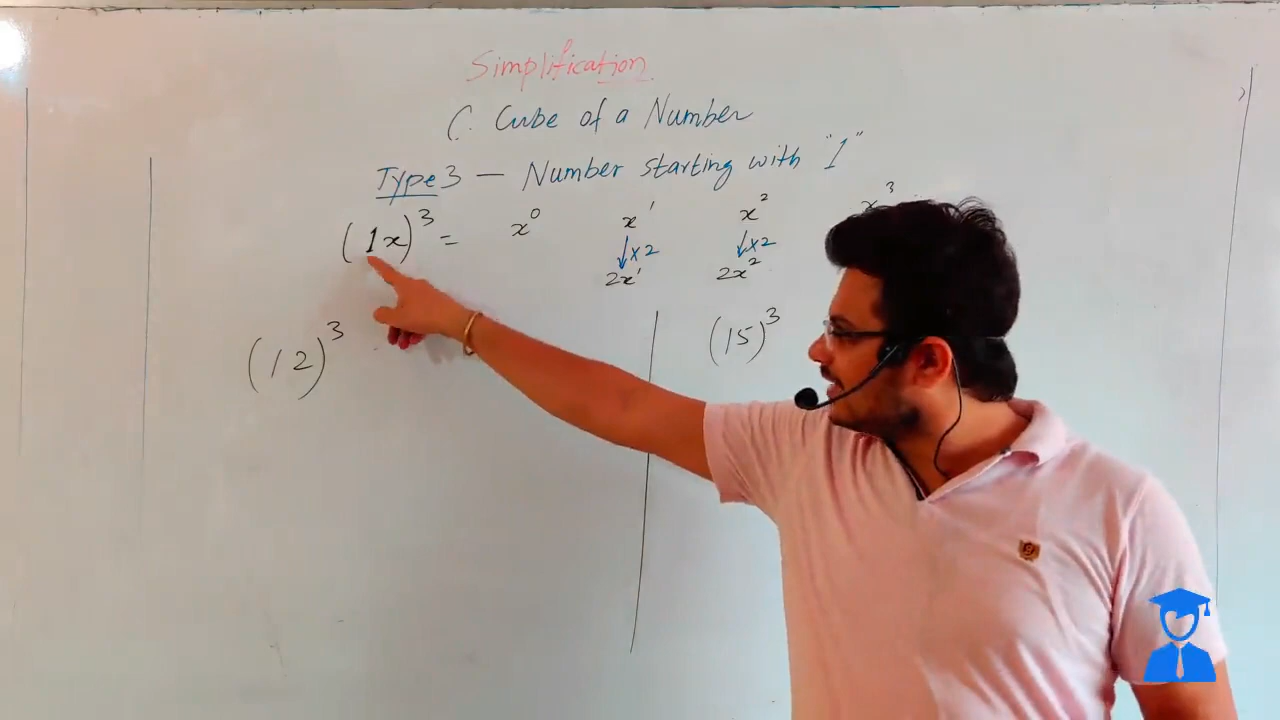 Simplification
C. Cube of a Number
Type 3 — Number starting with "1"
(1x)³ = x⁰ x¹ x² x³
↓×2 ↓×2
2x¹ 2x²
(12)³ (15)³